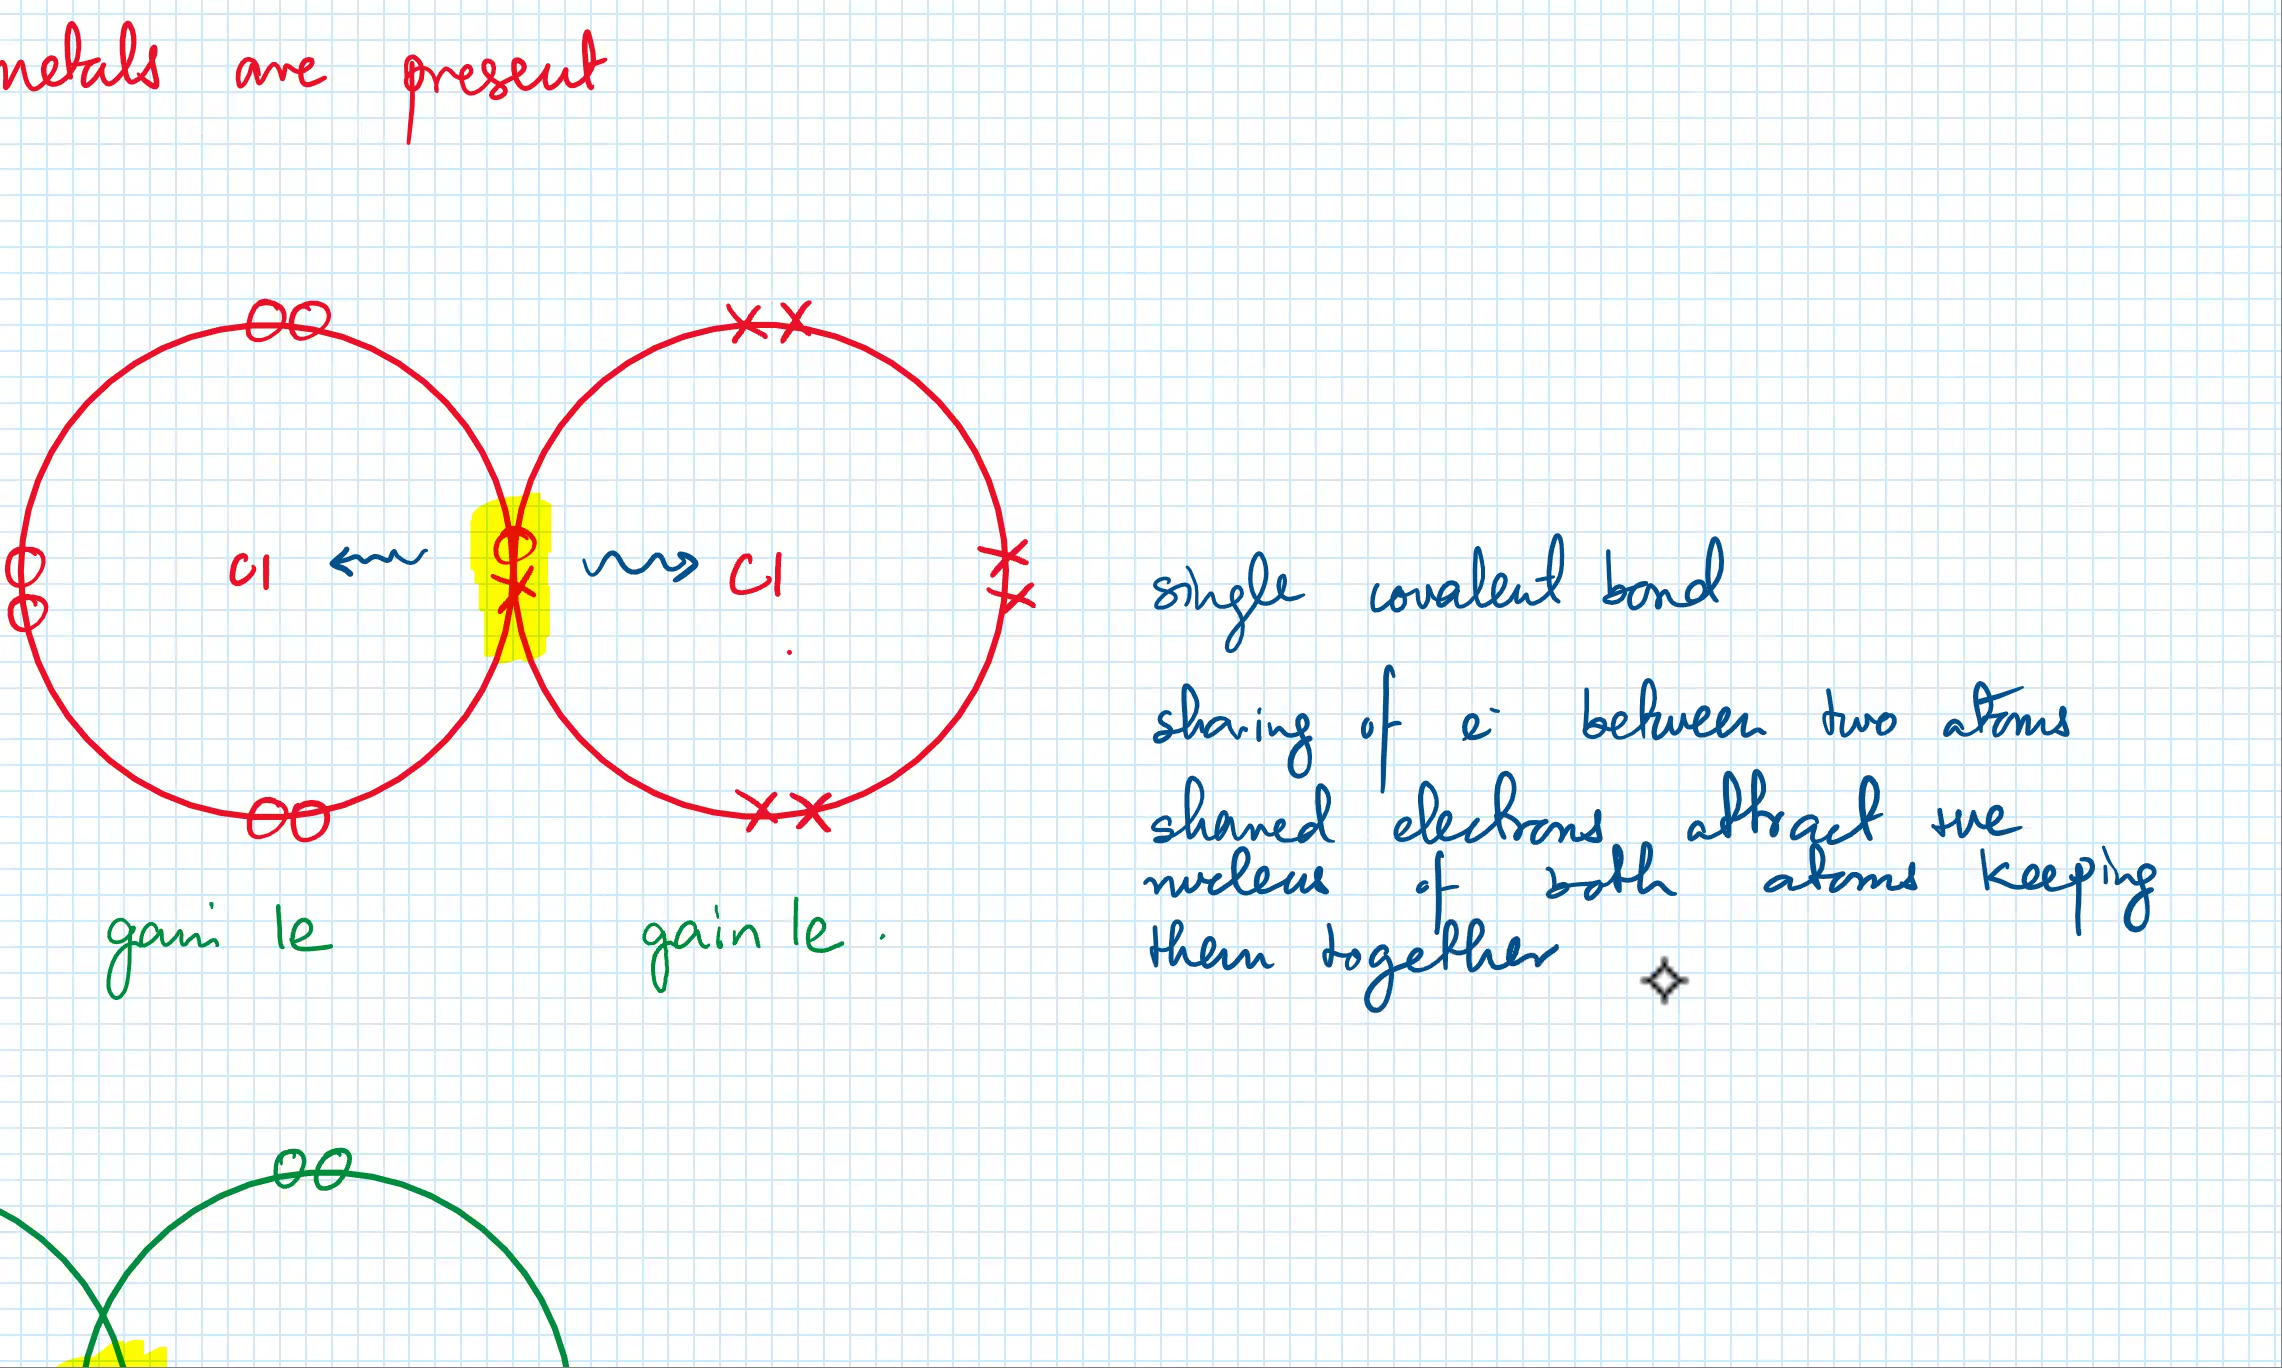 metals are present
Cl Cl
single covalent bond
sharing of e- between two atoms
shared electrons attract the
nucleus of both atoms keeping
them together
gain 1e gain 1e.